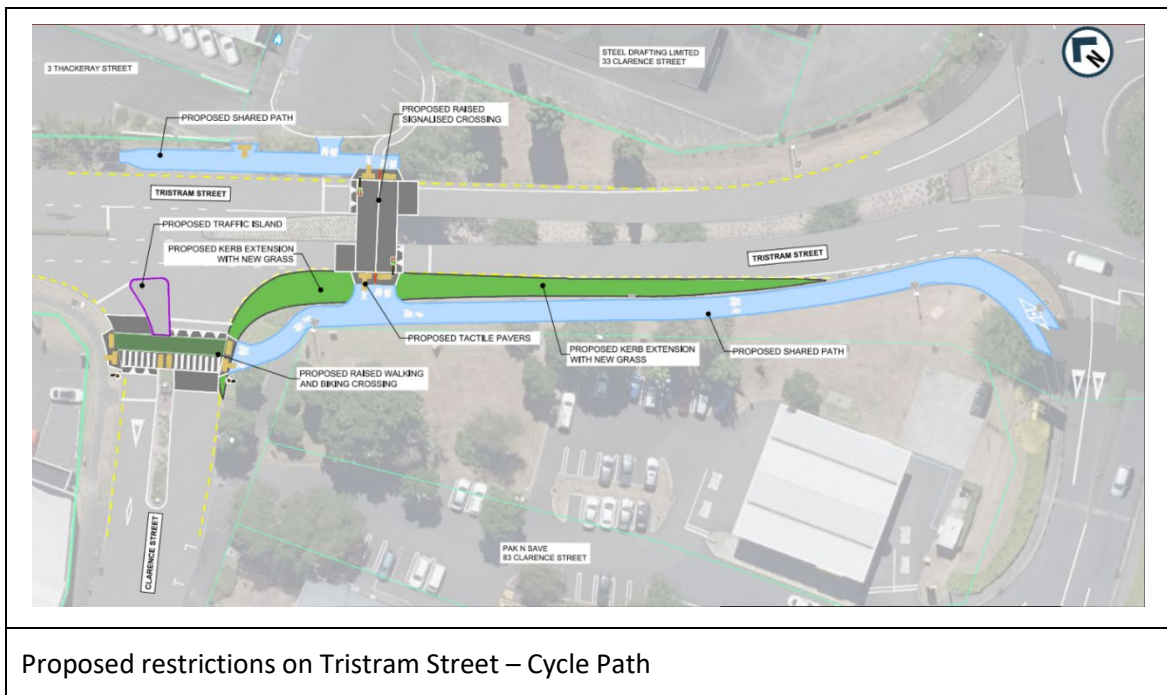 STEEL DRAFTING LIMITED
33 CLARENCE STREET
N
3 THACKERAY STREET
PROPOSED RAISED
SIGNALISED CROSSING
PROPOSED SHARED PATH
TRISTRAM STREET
PROPOSED TRAFFIC ISLAND
PROPOSED KERB EXTENSION
WITH NEW GRASS
TRISTRAM STREET
PROPOSED TACTILE PAVERS
PROPOSED KERB EXTENSION
WITH NEW GRASS
PROPOSED SHARED PATH
PROPOSED RAISED WALKING
AND BIKING CROSSING
CLARENCE STREET
PAK N SAVE
83 CLARENCE STREET
Proposed restrictions on Tristram Street – Cycle Path